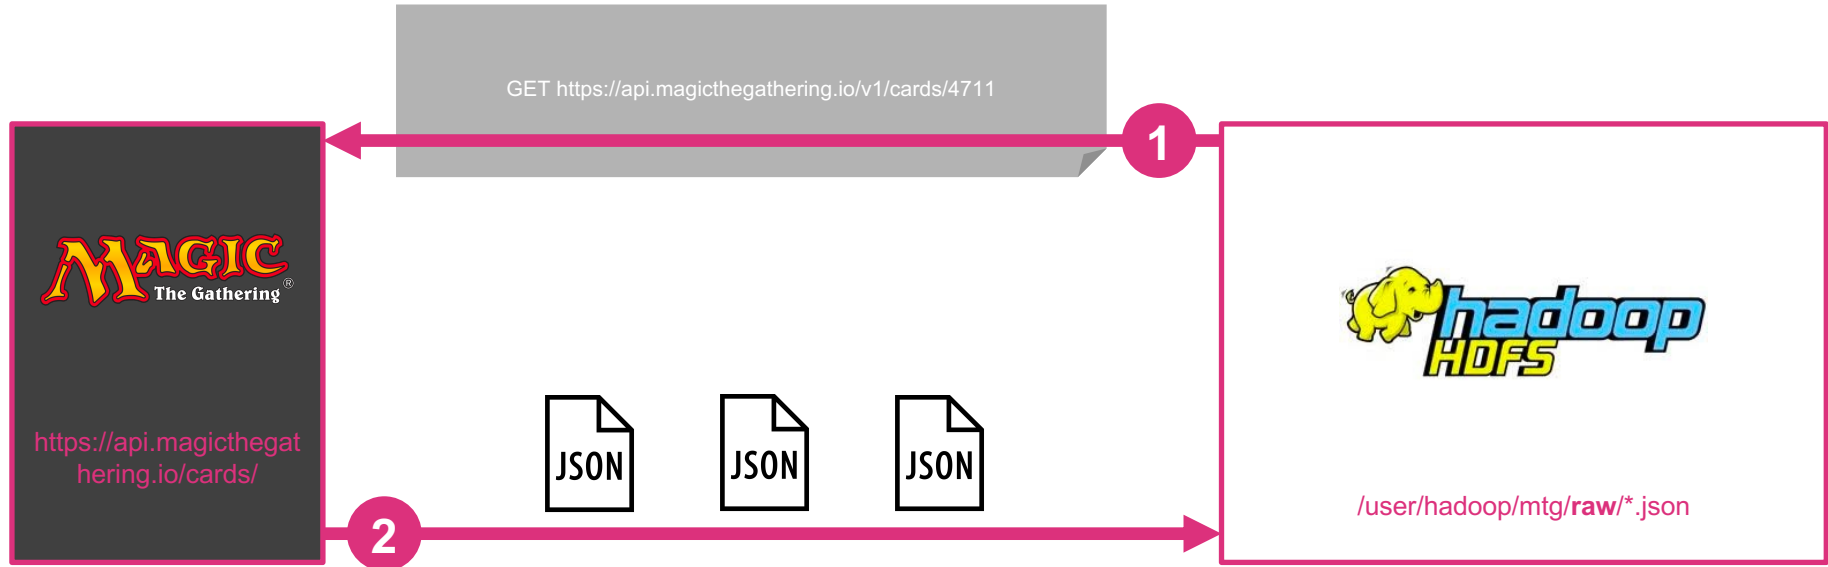 GET https://api.magicthegathering.io/v1/cards/4711
1
MAGIC
The Gathering®
hadoop
HDFS
https://api.magicthegat
hering.io/cards/
JSON
JSON
JSON
/user/hadoop/mtg/raw/*.json
2